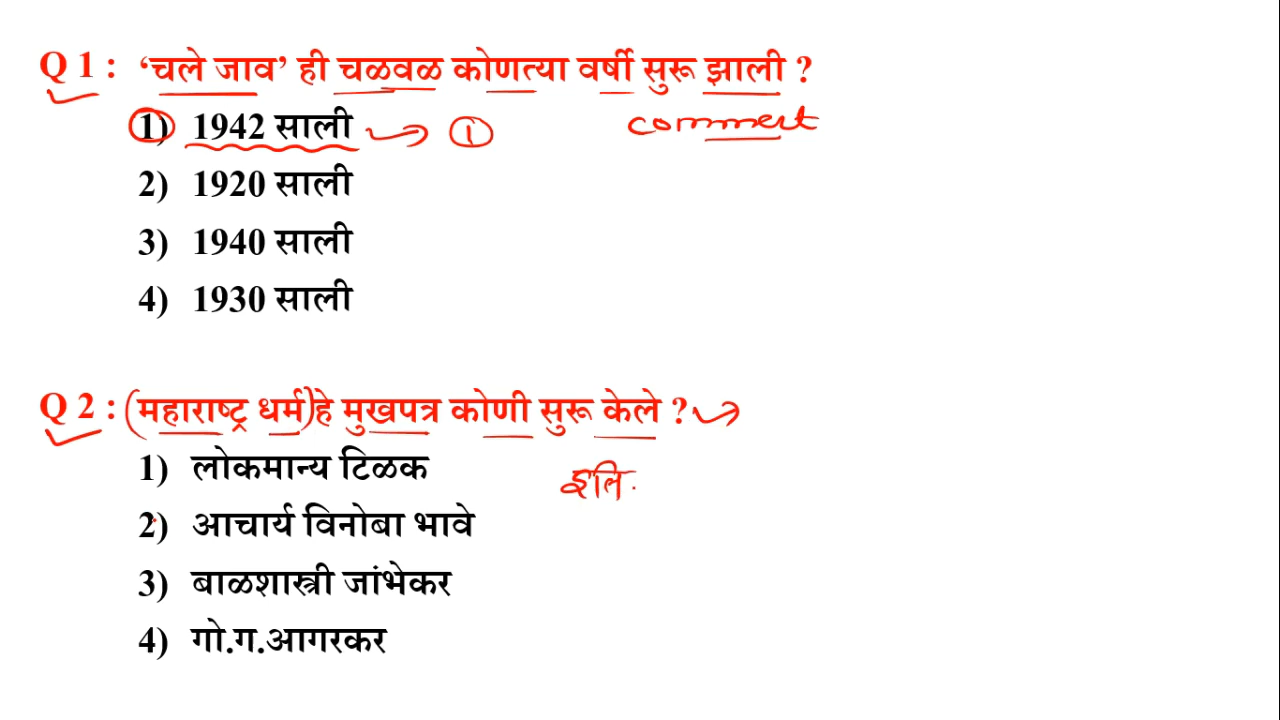 Q 1 : ‘चले जाव’ ही चळवळ कोणत्या वर्षी सुरू झाली ?
1) 1942 साली 1 comment
2) 1920 साली
3) 1940 साली
4) 1930 साली
Q 2 : (महाराष्ट्र धर्म) हे मुखपत्र कोणी सुरू केले ?
1) लोकमान्य टिळक
इति.
2) आचार्य विनोबा भावे
3) बाळशास्त्री जांभेकर
4) गो.ग.आगरकर